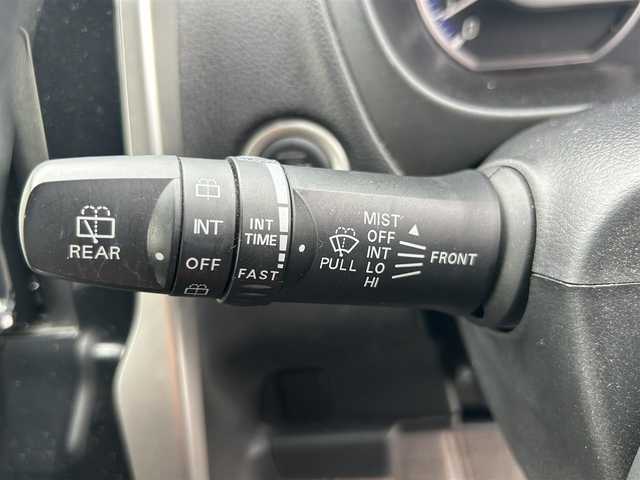 REAR
INT
OFF
INT
TIME
FAST
PULL
MIST
OFF
INT
LO
HI
FRONT